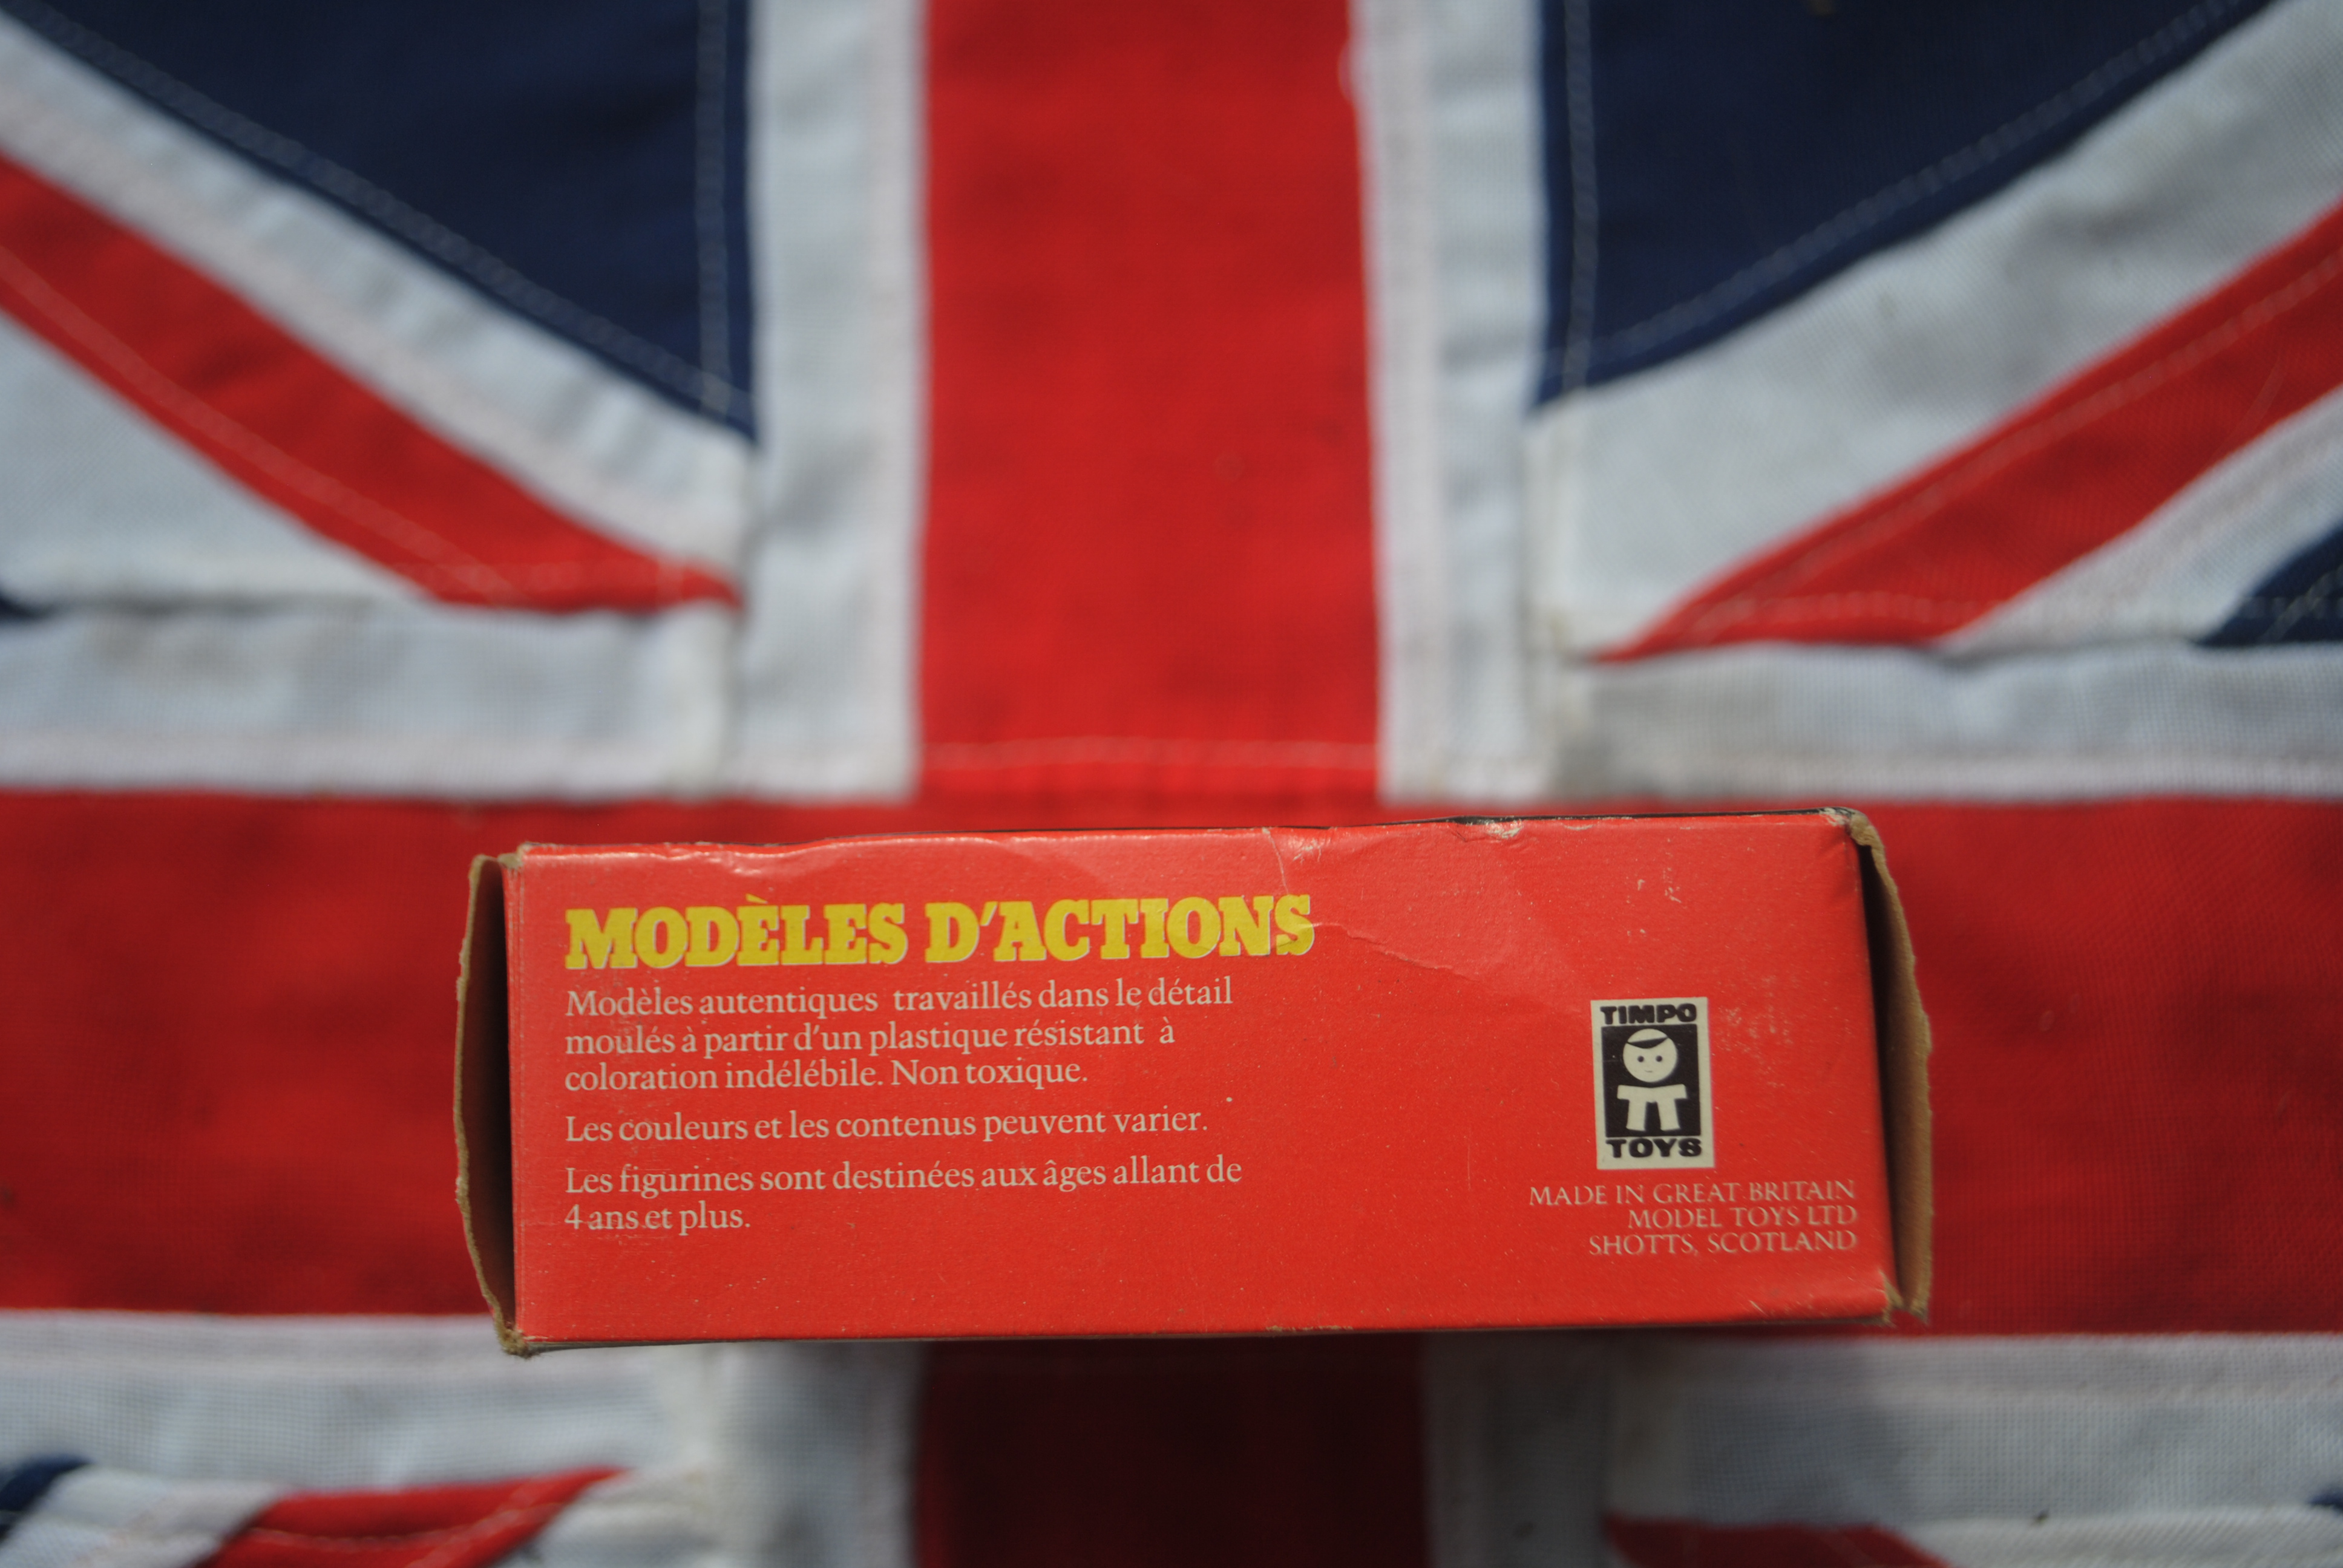 MODÈLES D'ACTIONS
Modèles autentiques travaillés dans le détail
moulés à partir d'un plastique résistant à
coloration indélébile. Non toxique.
Les couleurs et les contenus peuvent varier.
Les figurines sont destinées aux âges allant de
4 ans et plus.
TIMPO
TOYS
MADE IN GREAT BRITAIN
MODEL TOYS LTD
SHOTTS, SCOTLAND